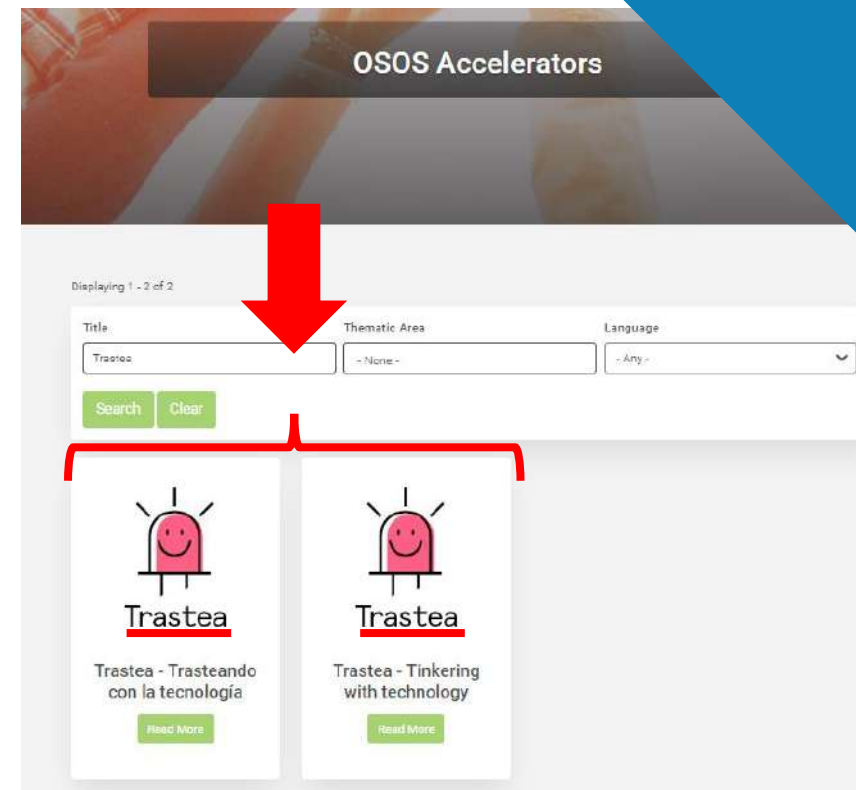 OSOS Accelerators
Displaying 1 - 2 of 2
Title
Thematic Area
Language
Trastea
- None -
- Any -
Search
Clear
Trastea
Trastea
Trastea - Trasteando
con la tecnología
Trastea - Tinkering
with technology
Read More
Read More